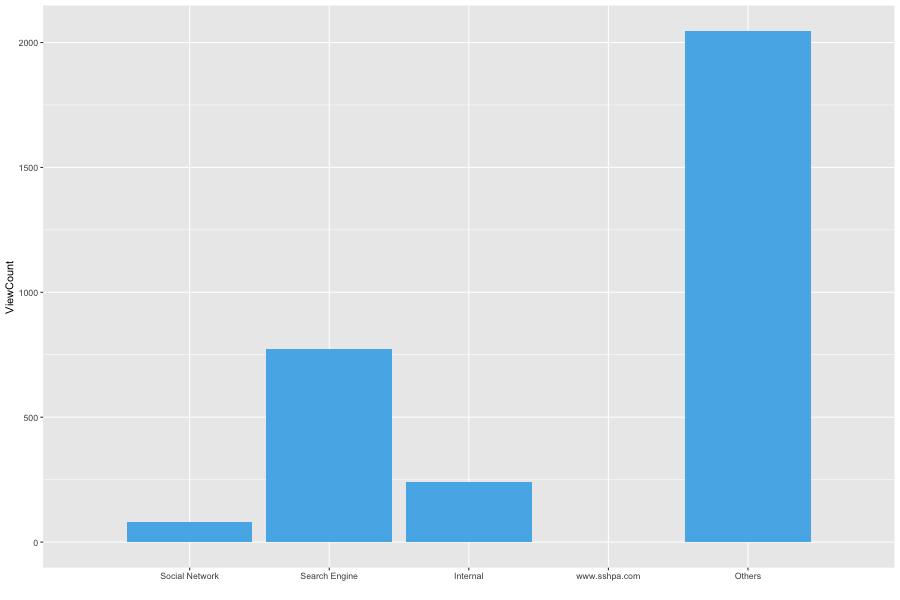 ViewCount
2000
1500
1000
500
0
Social Network
Search Engine
Internal
www.sshpa.com
Others